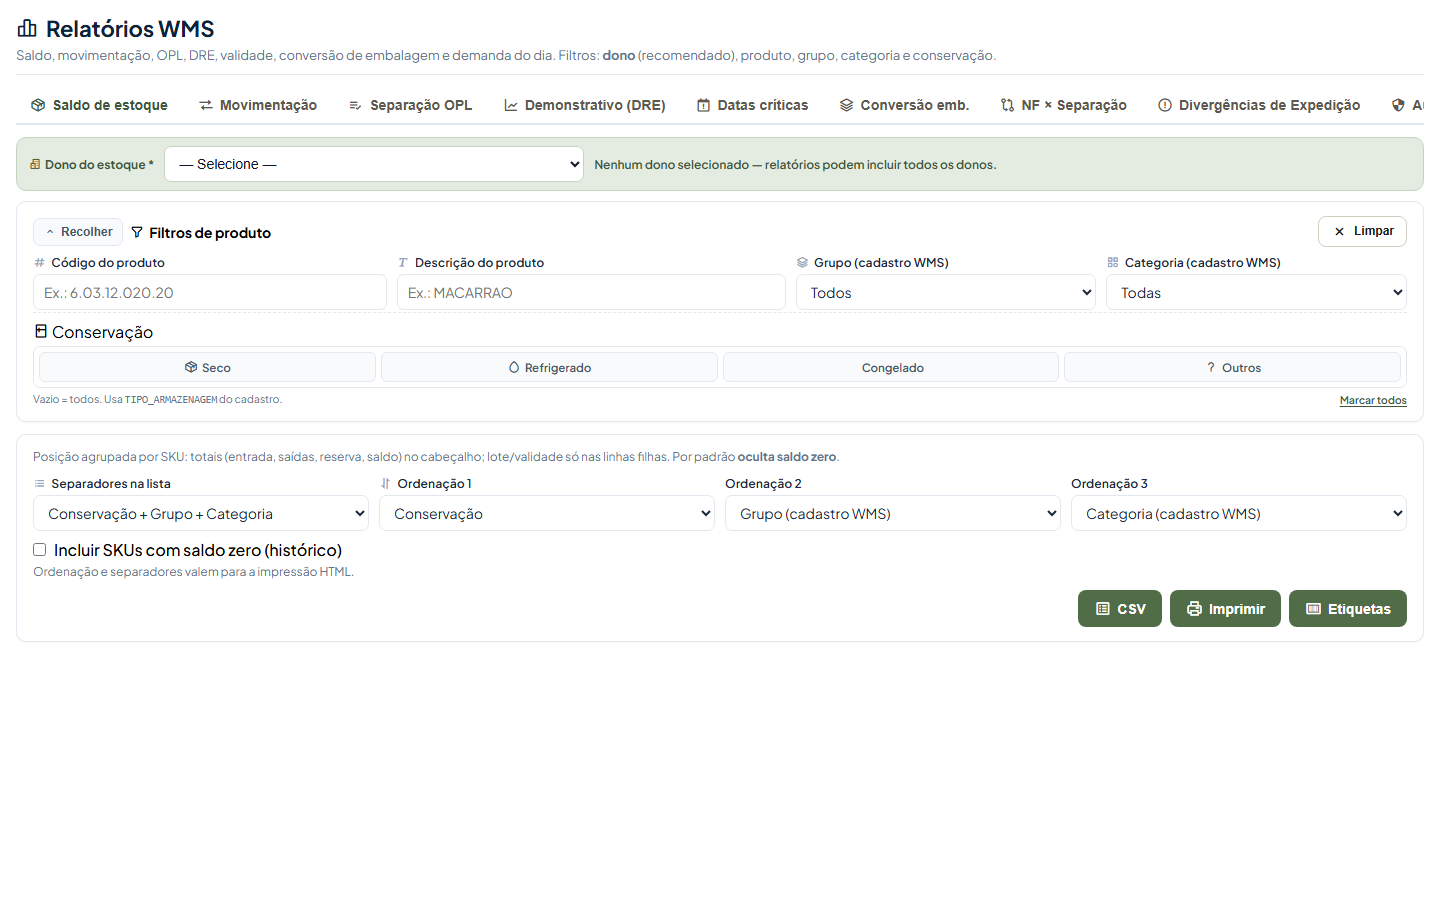 Relatórios WMS
Saldo, movimentação, OPL, DRE, validade, conversão de embalagem e demanda do dia. Filtros: dono (recomendado), produto, grupo, categoria e conservação.
Saldo de estoque Movimentação Separação OPL Demonstrativo (DRE) Datas críticas Conversão emb. NF × Separação Divergências de Expedição
Dono do estoque * — Selecione — Nenhum dono selecionado — relatórios podem incluir todos os donos.
Recolher Filtros de produto Limpar
Código do produto Descrição do produto Grupo (cadastro WMS) Categoria (cadastro WMS)
Ex.: 6.03.12.020.20 Ex.: MACARRAO Todos Todas
Conservação
Seco Refrigerado Congelado ? Outros
Vazio = todos. Usa TIPO_ARMAZENAGEM do cadastro. Marcar todos
Posição agrupada por SKU: totais (entrada, saídas, reserva, saldo) no cabeçalho; lote/validade só nas linhas filhas. Por padrão oculta saldo zero.
Separadores na lista Ordenação 1 Ordenação 2 Ordenação 3
Conservação + Grupo + Categoria Conservação Grupo (cadastro WMS) Categoria (cadastro WMS)
Incluir SKUs com saldo zero (histórico)
Ordenação e separadores valem para a impressão HTML.
CSV Imprimir Etiquetas